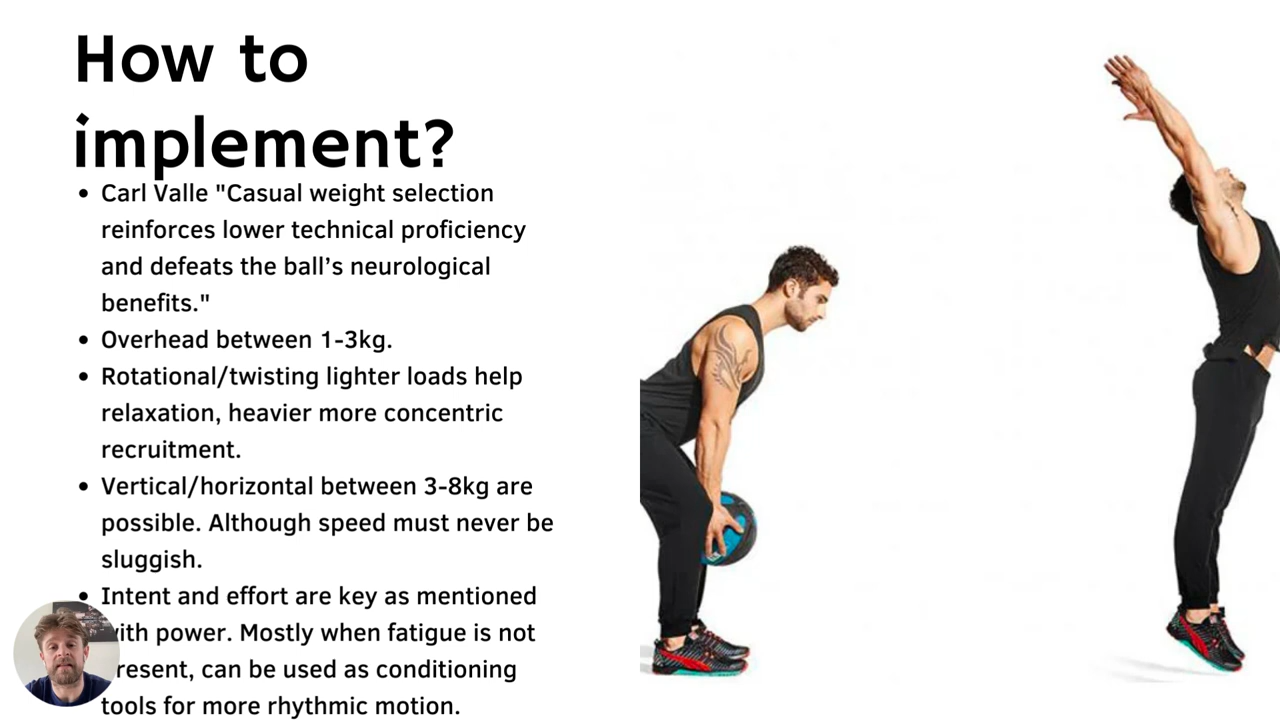 How to
implement?
• Carl Valle "Casual weight selection
reinforces lower technical proficiency
and defeats the ball’s neurological
benefits."
• Overhead between 1-3kg.
• Rotational/twisting lighter loads help
relaxation, heavier more concentric
recruitment.
• Vertical/horizontal between 3-8kg are
possible. Although speed must never be
sluggish.
• Intent and effort are key as mentioned
with power. Mostly when fatigue is not
present, can be used as conditioning
tools for more rhythmic motion.